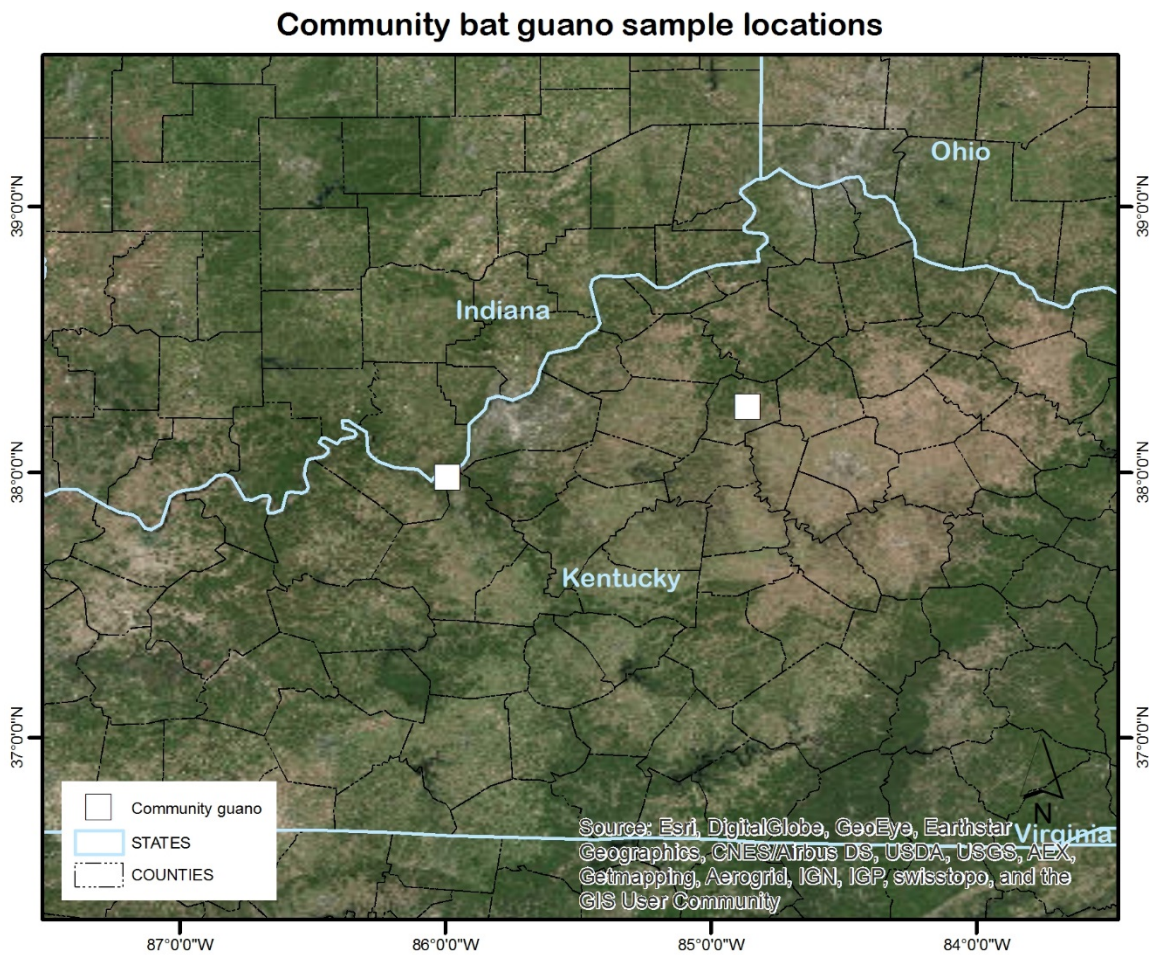 Community bat guano sample locations
Ohio
39°0'0"N
39°0'0"N
Indiana
38°0'0"N
38°0'0"N
Kentucky
37°0'0"N
37°0'0"N
Community guano
STATES
COUNTIES
N
Virginia
Source: Esri, DigitalGlobe, GeoEye, Earthstar
Geographics, CNES/Airbus DS, USDA, USGS, AEX,
Getmapping, Aerogrid, IGN, IGP, swisstopo, and the
GIS User Community
87°0'0"W
86°0'0"W
85°0'0"W
84°0'0"W